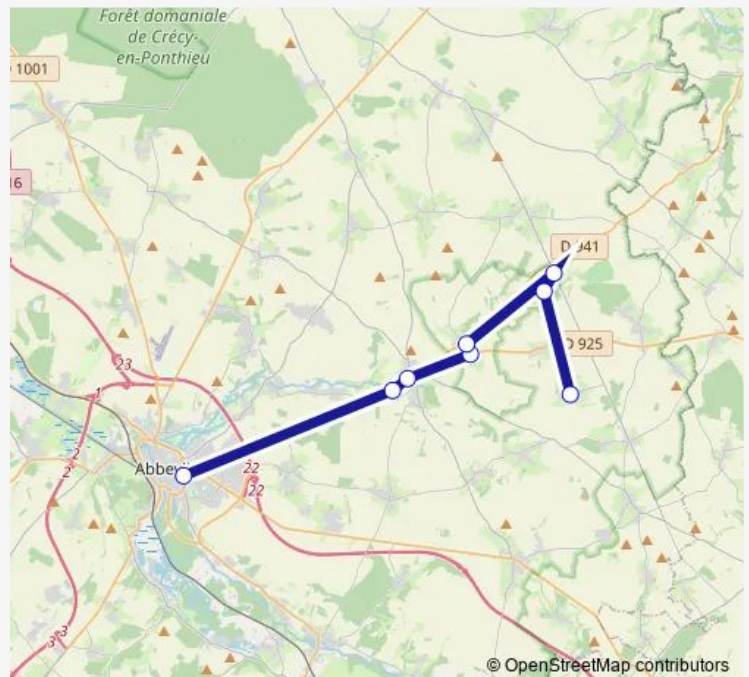 Forêt domaniale
de Crécy-
en-Ponthieu
1001
16
D 941
D 925
23
1
2
2
22
22
3
3
© OpenStreetMap contributors